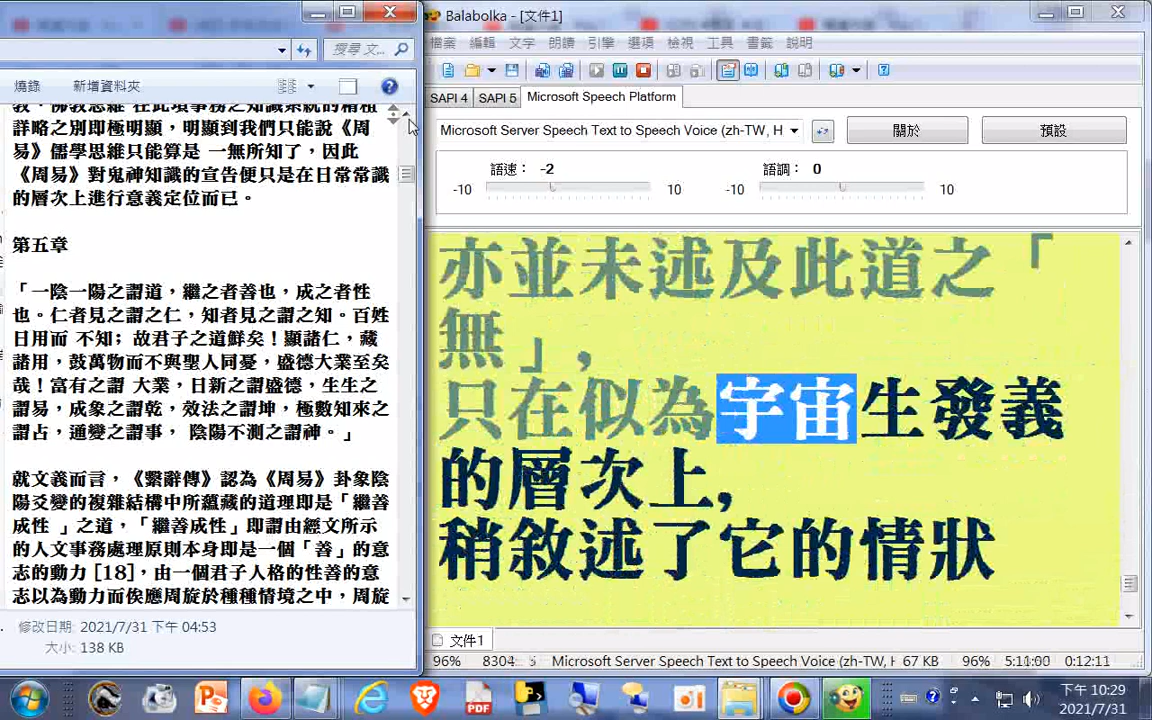 搜尋 文...
燒錄 新增資料夾
教、佛教思維 在此項事務之知識系統的精粗
詳略之別即極明顯，明顯到我們只能說《周
易》儒學思維只能算是 一無所知了，因此
《周易》對鬼神知識的宣告便只是在日常常識
的層次上進行意義定位而已。
第五章
「一陰一陽之謂道，繼之者善也，成之者性
也。仁者見之謂之仁，知者見之謂之知。百姓
日用而 不知；故君子之道鮮矣！顯諸仁，藏
諸用，鼓萬物而不與聖人同憂，盛德大業至矣
哉！富有之謂 大業，日新之謂盛德，生生之
謂易，成象之謂乾，效法之謂坤，極數知來之
謂占，通變之謂事， 陰陽不測之謂神。」
就文義而言，《繫辭傳》認為《周易》卦象陰
陽爻變的複雜結構中所蘊藏的道理即是「繼善
成性 」之道，「繼善成性」即謂由經文所示
的人文事務處理原則本身即是一個「善」的意
志的動力 [18]，由一個君子人格的性善的意
志以為動力而俟應周旋於種種情境之中，周旋
修改日期: 2021/7/31 下午 04:53
大小: 138 KB
Balabolka - [文件1]
檔案 編輯 文字 朗讀 引擎 選項 檢視 工具 書籤 說明
SAPI 4 SAPI 5 Microsoft Speech Platform
Microsoft Server Speech Text to Speech Voice (zh-TW, H
關於 預設
語速： -2 語調： 0
-10 10 -10 10
亦並未述及此道之「
無」，
只在似為宇宙生發義
的層次上，
稍敘述了它的情狀
文件1
96% 8304: Microsoft Server Speech Text to Speech Voice (zh-TW, H 67 KB 96% 5:11:00 0:12:11
PDF
下午 10:29
2021/7/31